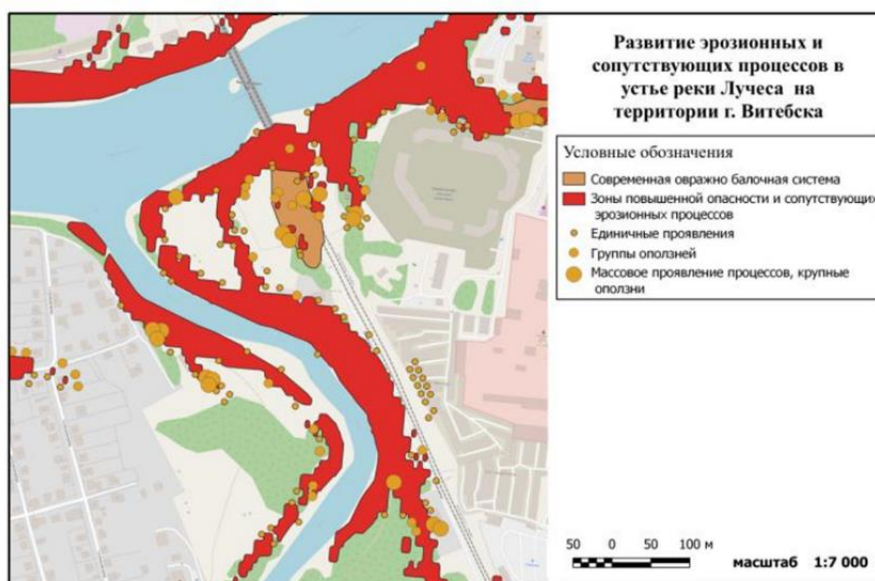 Развитие эрозионных и
сопутствующих процессов в
устье реки Лучеса на
территории г. Витебска
Условные обозначения
Современная овражно балочная система
Зоны повышенной опасности и сопутствующих
эрозионных процессов
Единичные проявления
Группы оползней
Массовое проявление процессов, крупные
оползни
50 0 50 100 м
масштаб 1:7 000